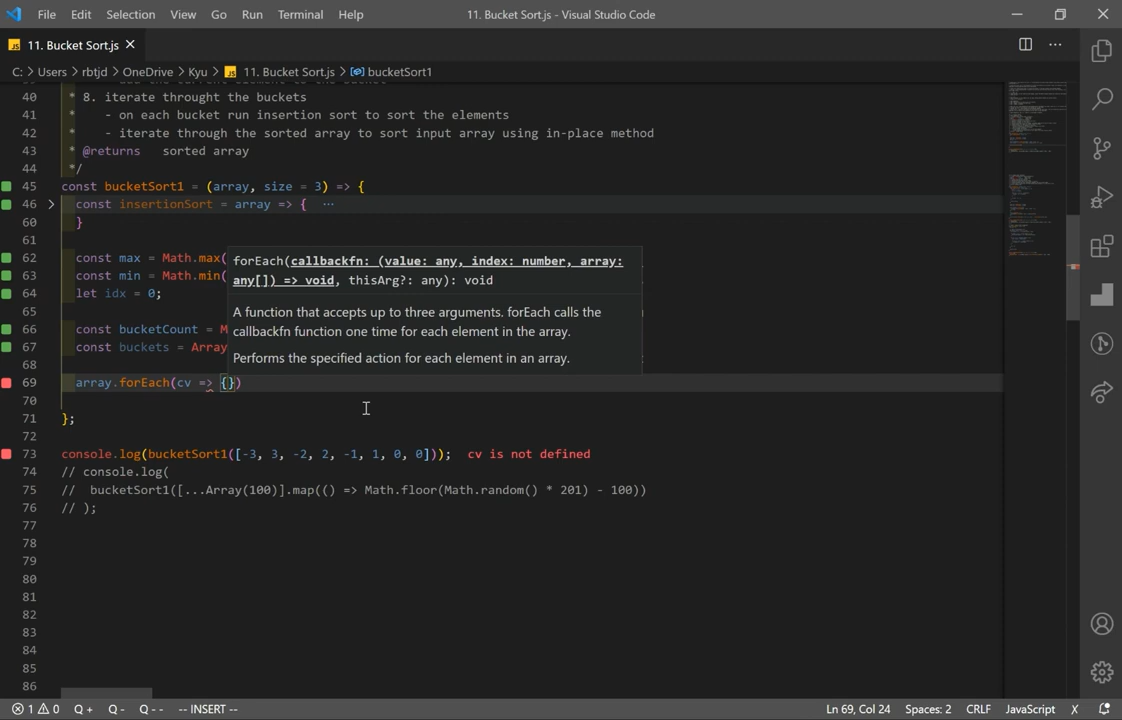 File Edit Selection View Go Run Terminal Help 11. Bucket Sort.js - Visual Studio Code
JS 11. Bucket Sort.js
C: > Users > rbtjd > OneDrive > Kyu > JS 11. Bucket Sort.js > bucketSort1
40 * 8. iterate throught the buckets
41 * - on each bucket run insertion sort to sort the elements
42 * - iterate through the sorted array to sort input array using in-place method
43 * @returns sorted array
44 */
45 const bucketSort1 = (array, size = 3) => {
46 const insertionSort = array => { ···
60 }
61
62 const max = Math.max(
63 const min = Math.min(
64 let idx = 0;
65
66 const bucketCount = M
67 const buckets = Array
68
forEach(callbackfn: (value: any, index: number, array:
any[]) => void, thisArg?: any): void
A function that accepts up to three arguments. forEach calls the
callbackfn function one time for each element in the array.
Performs the specified action for each element in an array.
69 array.forEach(cv => {})
70
71 };
72
73 console.log(bucketSort1([-3, 3, -2, 2, -1, 1, 0, 0])); cv is not defined
74 // console.log(
75 // bucketSort1([...Array(100)].map(() => Math.floor(Math.random() * 201) - 100))
76 // );
77
78
79
80
81
82
83
84
85
86
1 0 Q + Q - Q - - -- INSERT -- Ln 69, Col 24 Spaces: 2 CRLF JavaScript X